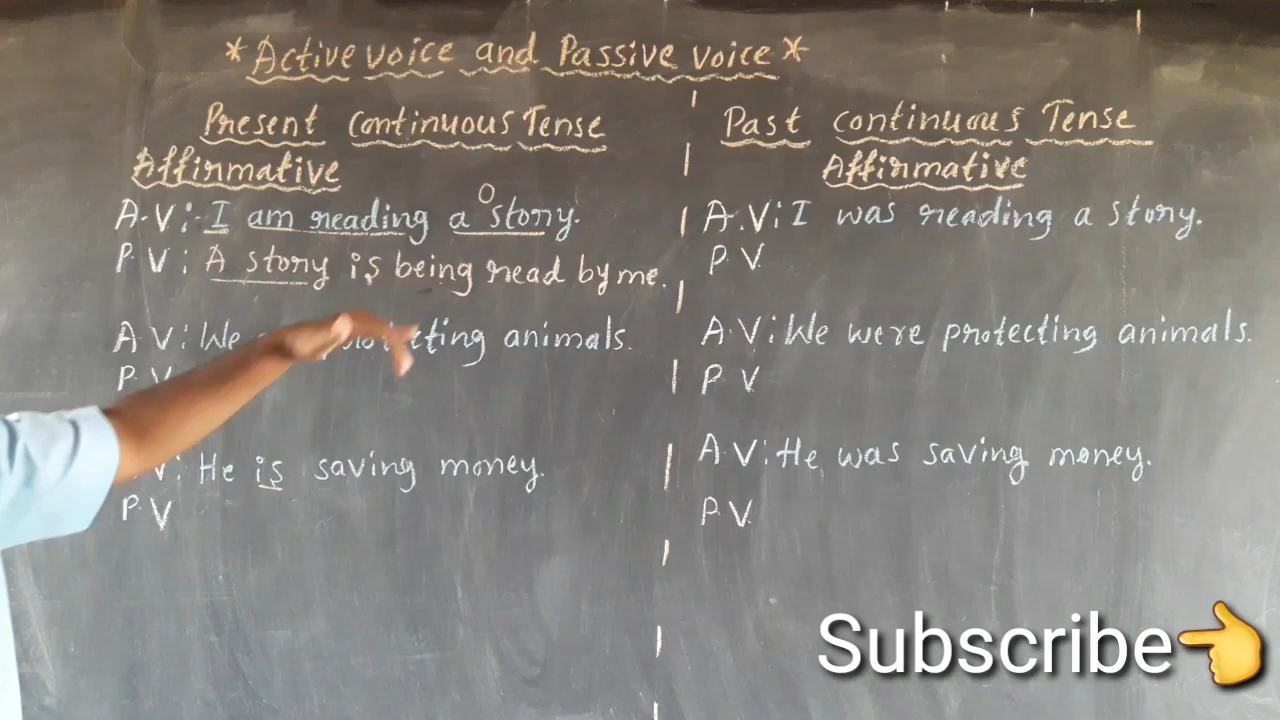 *Active voice and Passive voice*
Present Continuous Tense
Affirmative
A.V:- I am reading a story.
O
P V: A story is being read by me.
A V: We animals.
P V
V: He is saving money.
P V
Past Continuous Tense
Affirmative
A.V: I was reading a story.
P V
A.V: We were protecting animals.
P V
A.V: He was saving money.
P V
Subscribe